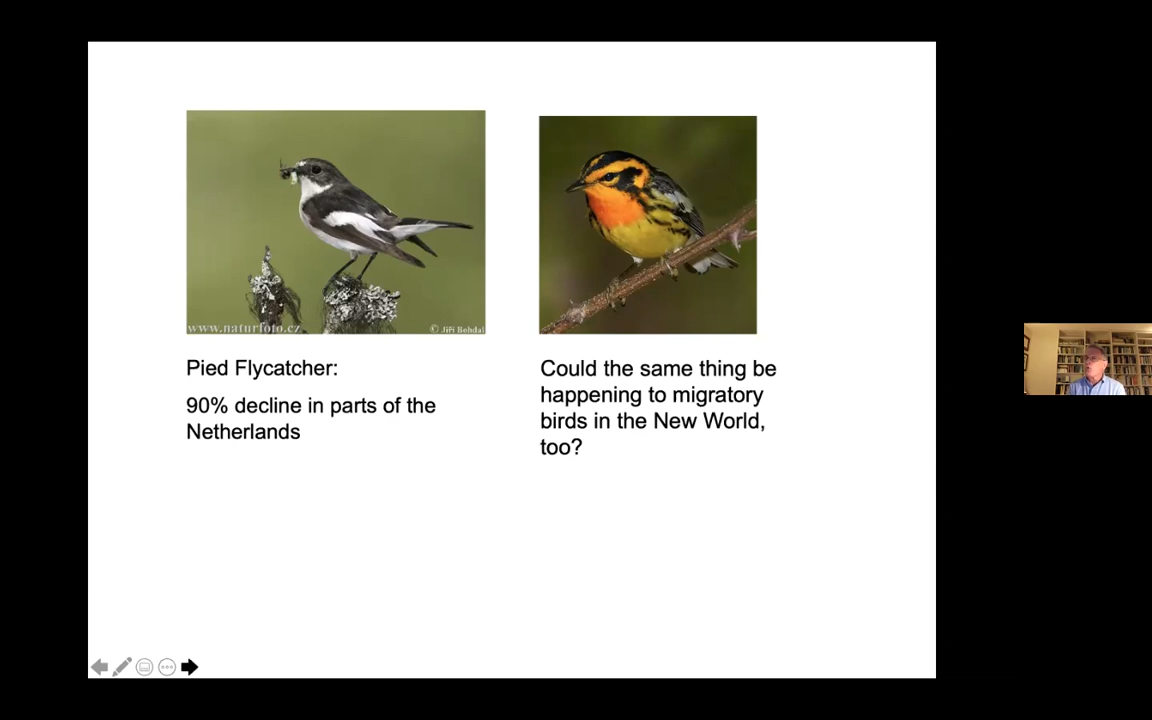 www.naturfoto.cz
© Jiří Bohdal
Pied Flycatcher:
90% decline in parts of the
Netherlands
Could the same thing be
happening to migratory
birds in the New World,
too?